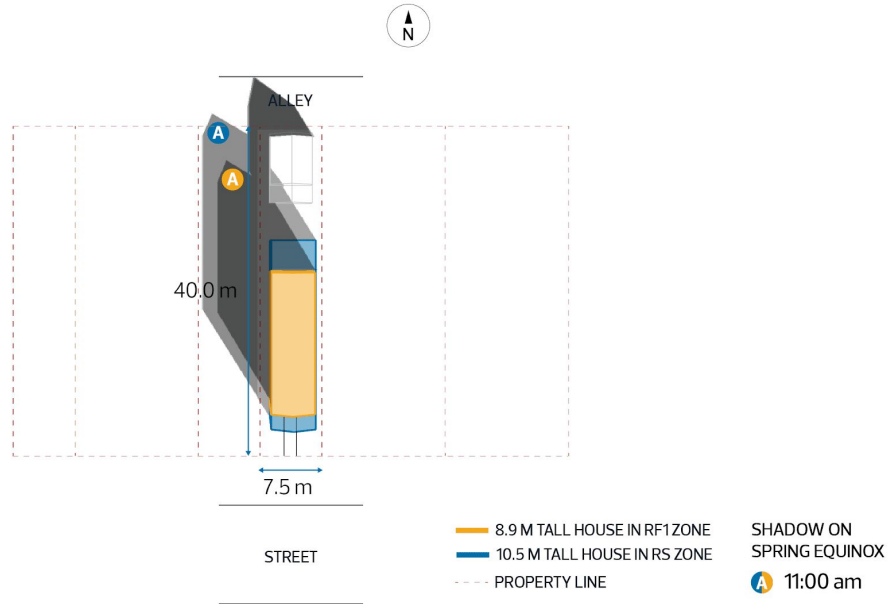 N
ALLEY
A
A
40.0 m
7.5 m
STREET
8.9 M TALL HOUSE IN RF1 ZONE
10.5 M TALL HOUSE IN RS ZONE
PROPERTY LINE
SHADOW ON
SPRING EQUINOX
A 11:00 am